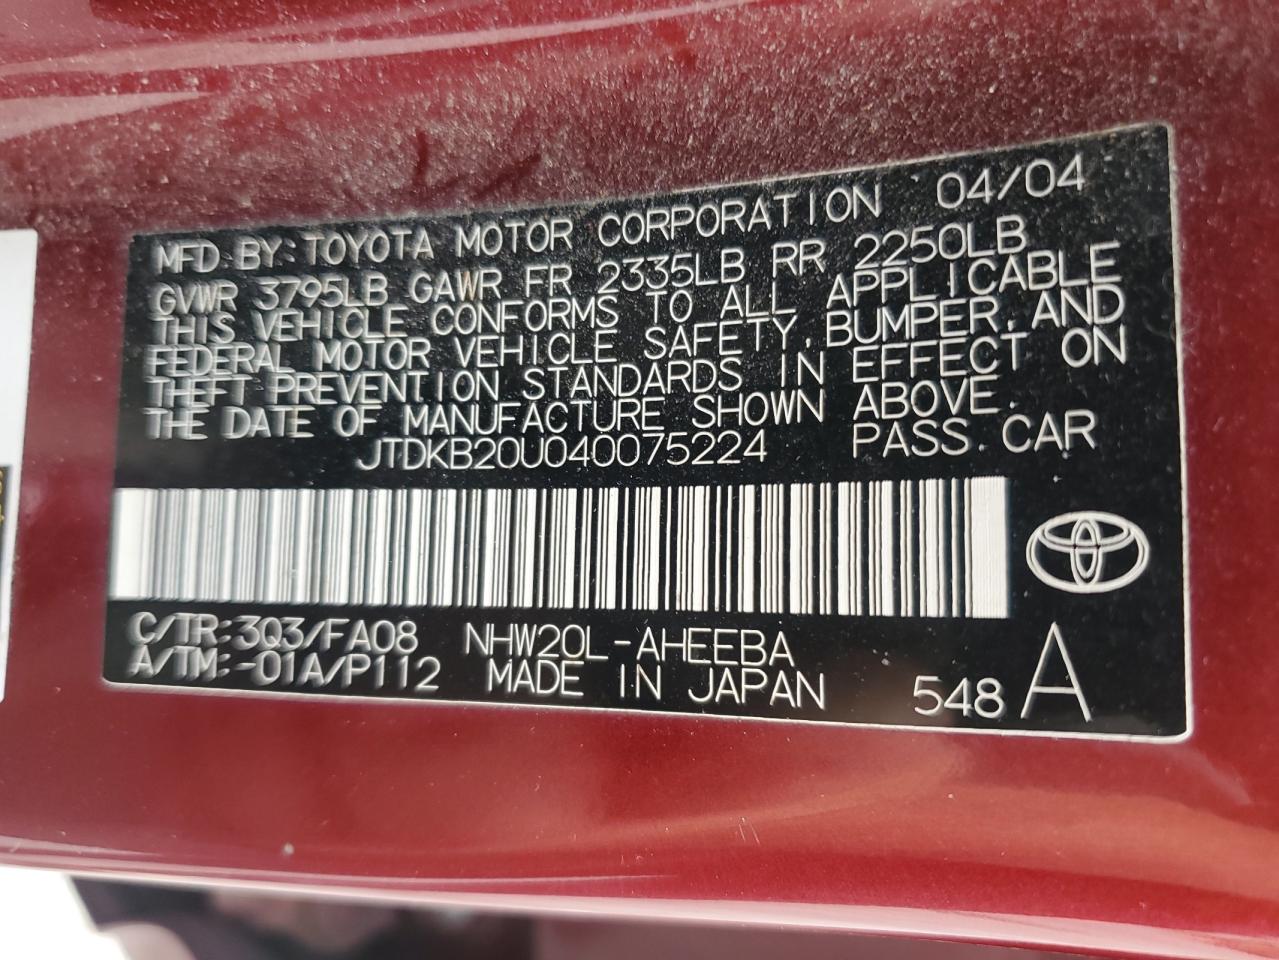 MFD BY: TOYOTA MOTOR CORPORATION 04/04
GVWR 3795LB GAWR FR 2335LB RR 2250LB
THIS VEHICLE CONFORMS TO ALL APPLICABLE
FEDERAL MOTOR VEHICLE SAFETY, BUMPER, AND
THEFT PREVENTION STANDARDS IN EFFECT ON
THE DATE OF MANUFACTURE SHOWN ABOVE.
JTDKB20U040075224 PASS. CAR
C/TR: 3Q3/FA08 NHW20L-AHEEBA
A/TM: -01A/P112 MADE IN JAPAN 548 A